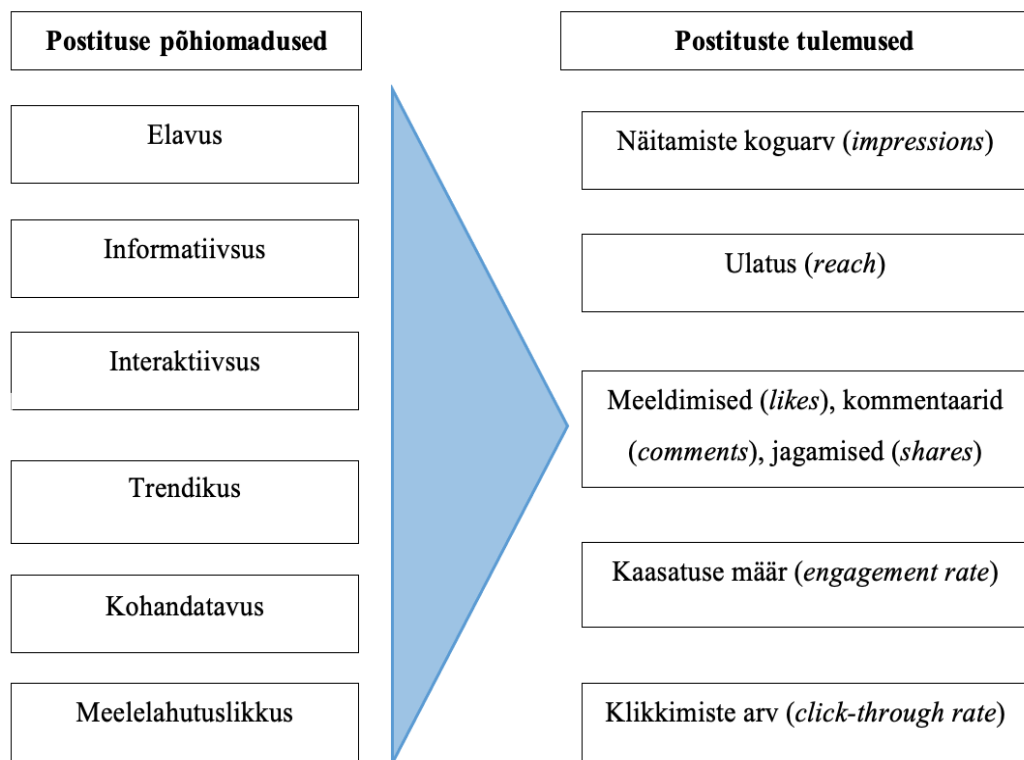 Postituse põhiomadused
Elavus
Informatiivsus
Interaktiivsus
Trendikus
Kohandatavus
Meelelahutuslikkus
Postituste tulemused
Näitamiste koguarv (impressions)
Ulatus (reach)
Meeldimised (likes), kommentaarid
(comments), jagamised (shares)
Kaasatuse määr (engagement rate)
Klikkimiste arv (click-through rate)